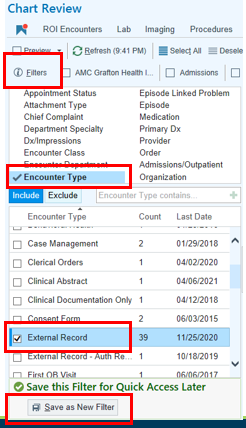 Chart Review
ROI Encounters Lab Imaging Procedures
Preview Refresh (9:41 PM) Select All Desele
Filters AMC Grafton Health I... Admissions
Appointment Status Episode Linked Problem
Attachment Type Episode
Chief Complaint Medication
Department Specialty Primary Dx
Dx/Impressions Provider
Encounter Class Order
Encounter Department Admissions/Outpatient
Encounter Type Organization
Include Exclude Encounter Type contains...
Encounter Type Count Last Date
Case Management 2 01/29/2018
Clerical Orders 1 04/02/2020
Clinical Abstract 1 04/06/2021
Clinical Documentation Only 1 04/12/2018
Consent Form 2 06/03/2015
External Record 39 11/25/2020
External Record - Auth Re... 1 10/18/2019
First OB Visit 1 06/17/2019
Save this Filter for Quick Access Later
Save as New Filter